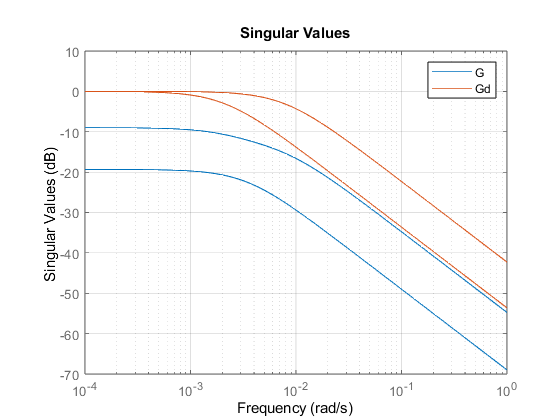 Singular Values
10
0
-10
-20
-30
-40
-50
-60
-70
Singular Values (dB)
G
Gd
10^-4
10^-3
10^-2
10^-1
10^0
Frequency (rad/s)